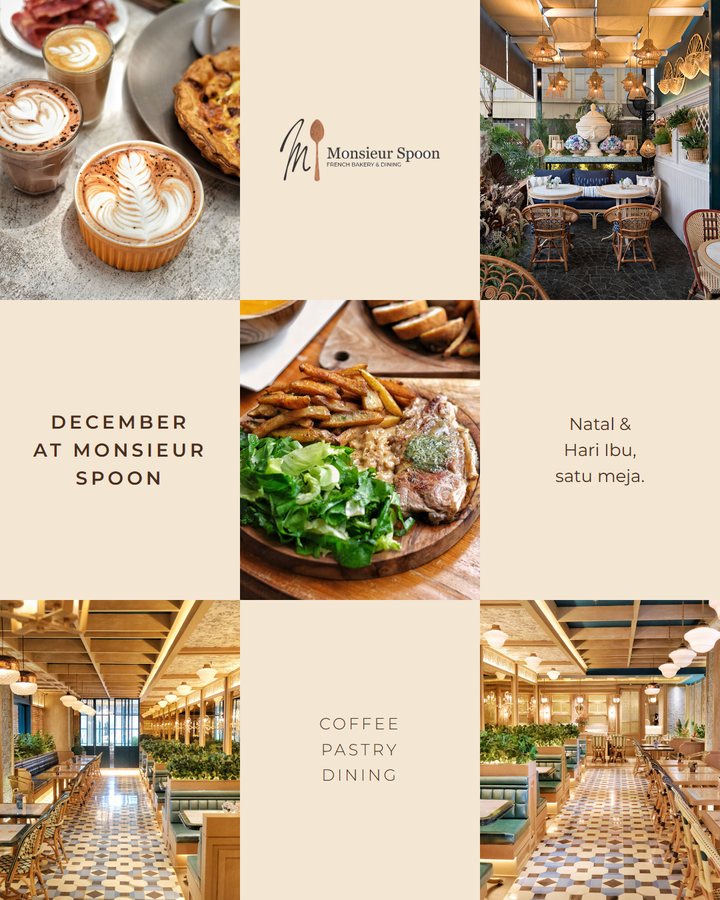 Monsieur Spoon
FRENCH BAKERY & DINING
DECEMBER
AT MONSIEUR
SPOON
Natal &
Hari Ibu,
satu meja.
COFFEE
PASTRY
DINING